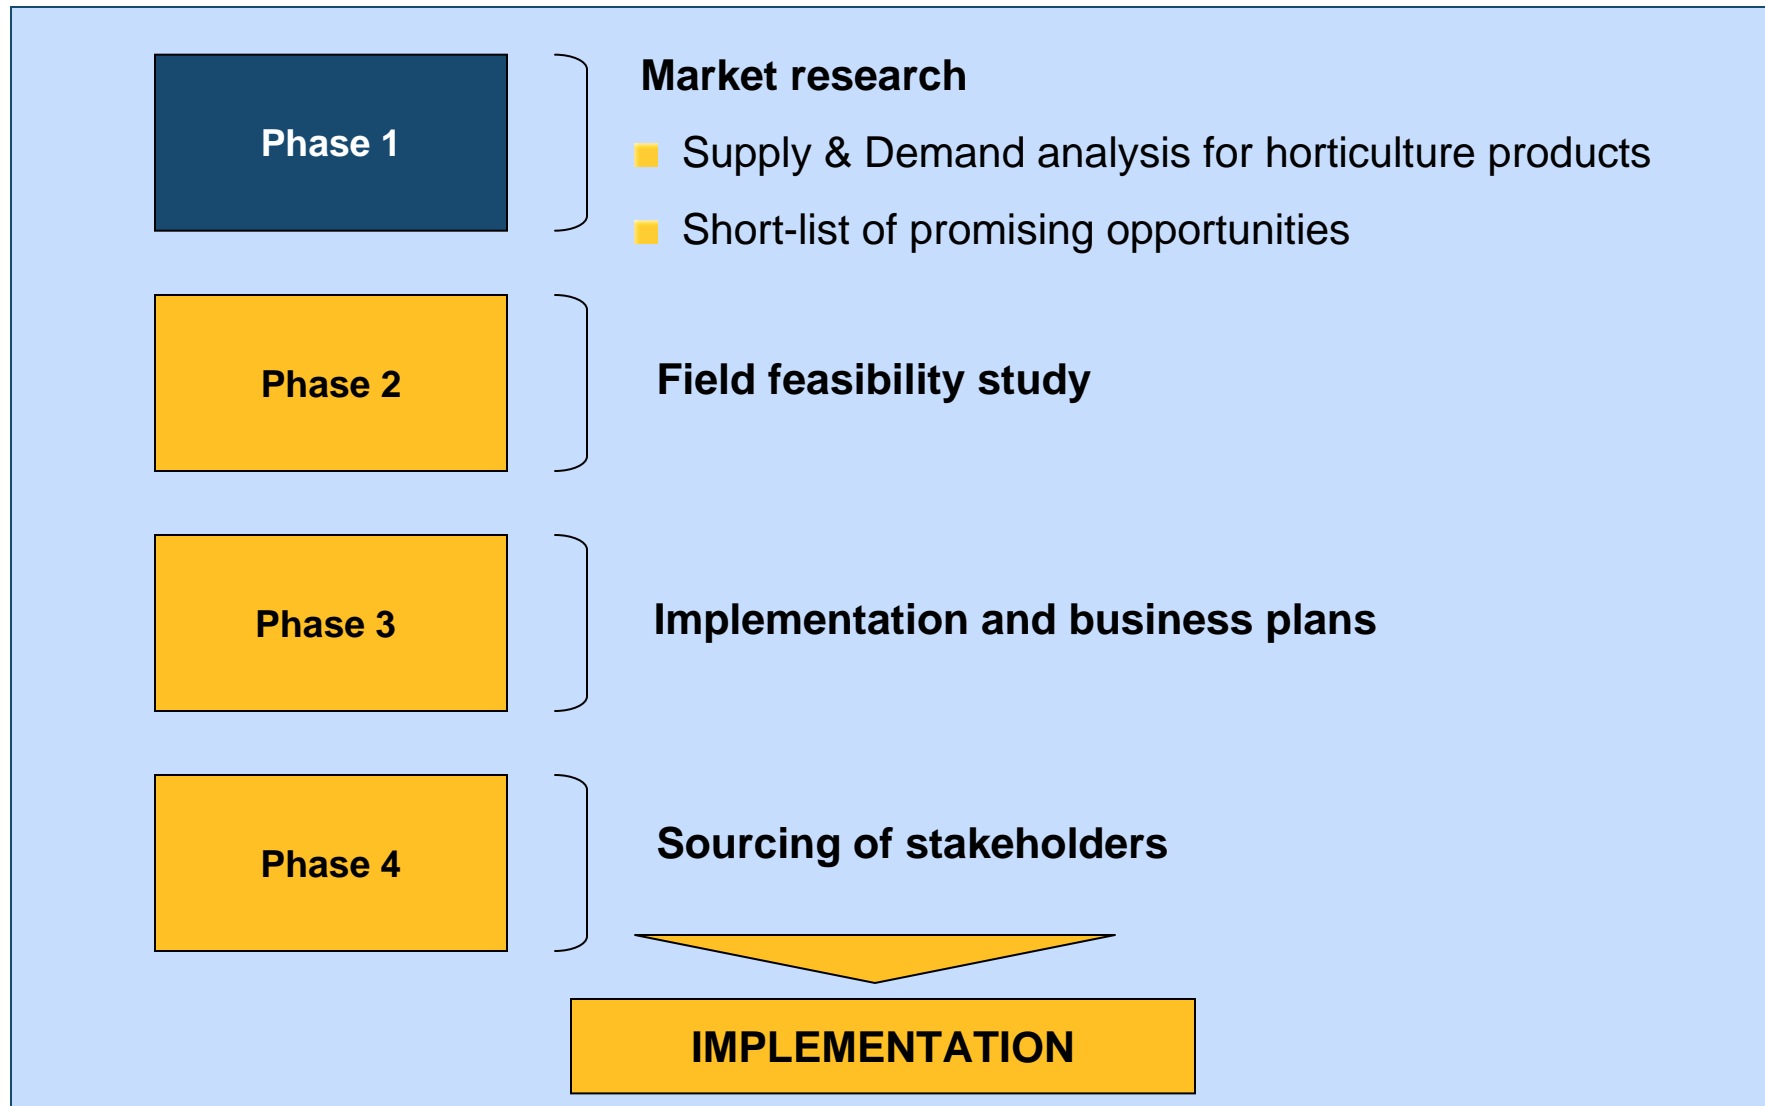 Phase 1
Market research
Supply & Demand analysis for horticulture products
Short-list of promising opportunities
Phase 2
Field feasibility study
Phase 3
Implementation and business plans
Phase 4
Sourcing of stakeholders
IMPLEMENTATION